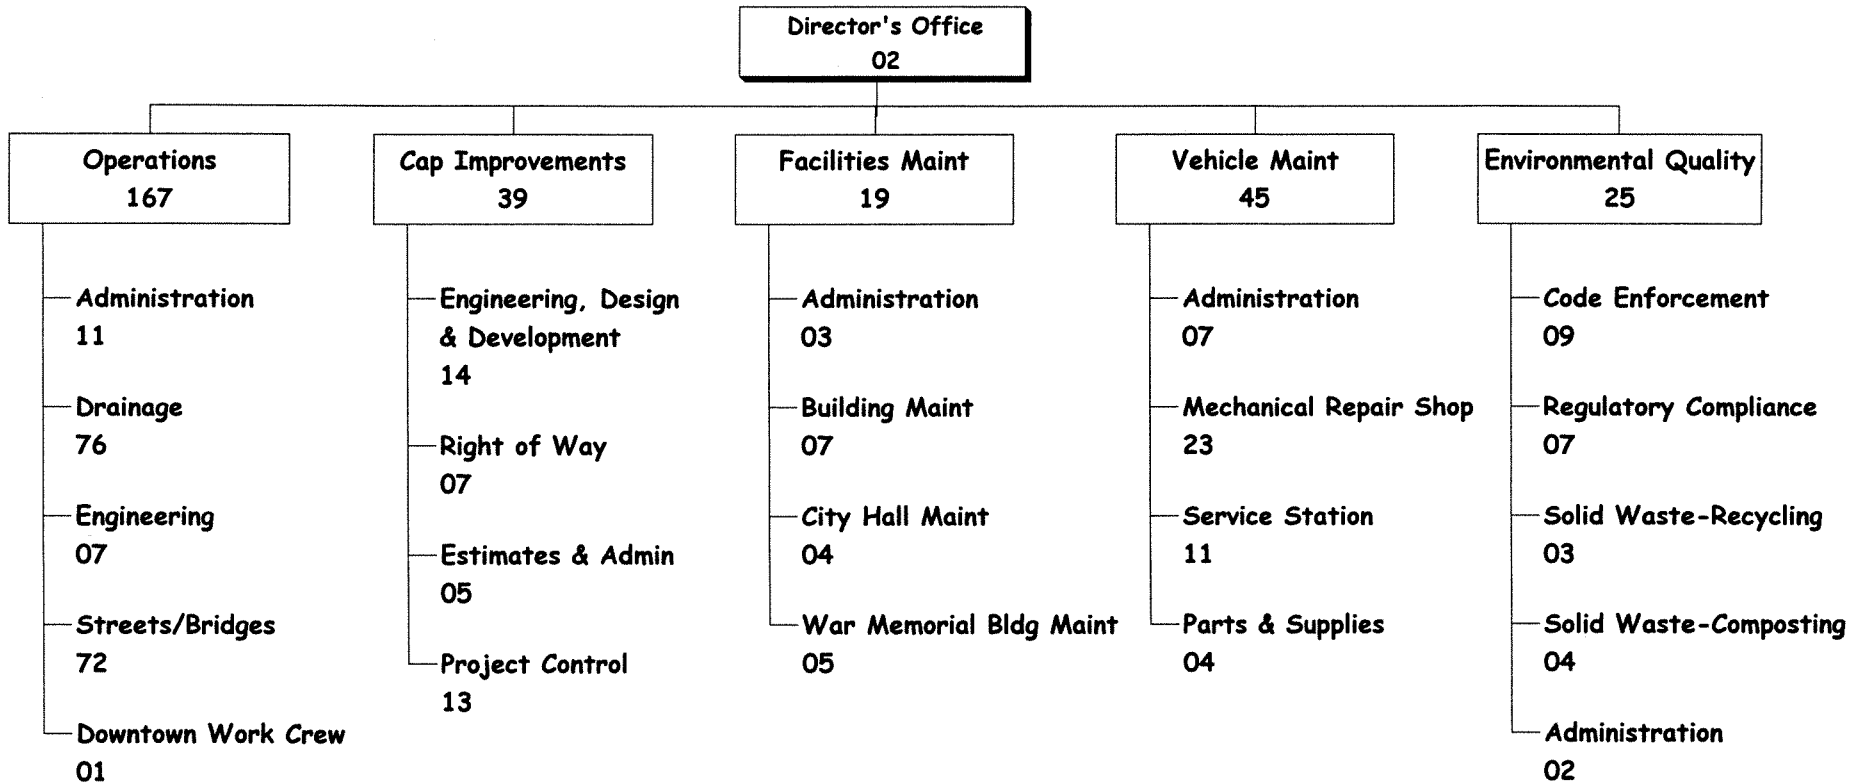 Director's Office
02
Operations
167
Administration
11
Drainage
76
Engineering
07
Streets/Bridges
72
Downtown Work Crew
01
Cap Improvements
39
Engineering, Design
& Development
14
Right of Way
07
Estimates & Admin
05
Project Control
13
Facilities Maint
19
Administration
03
Building Maint
07
City Hall Maint
04
War Memorial Bldg Maint
05
Vehicle Maint
45
Administration
07
Mechanical Repair Shop
23
Service Station
11
Parts & Supplies
04
Environmental Quality
25
Code Enforcement
09
Regulatory Compliance
07
Solid Waste-Recycling
03
Solid Waste-Composting
04
Administration
02